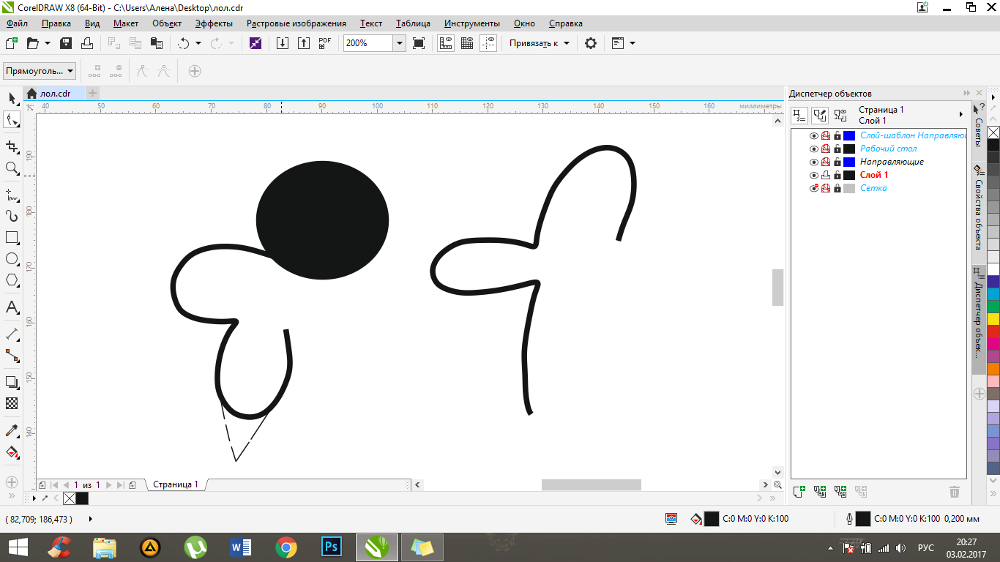 CorelDRAW X8 (64-Bit) - C:\Users\Алена\Desktop\лол.cdr
Файл Правка Вид Макет Объект Эффекты Растровые изображения Текст Таблица Инструменты Окно Справка
PDF 200% Привязать к
Прямоуголь...
лол.cdr
Диспетчер объектов
40 50 60 70 80 90 100 110 120 130 140 150 160 миллиметры
Страница 1
Слой 1
Слой-шаблон Направляющ
Рабочий стол
Направляющие
Слой 1
Сетка
Советы
Свойства объекта
Диспетчер объек...
190
180
170
160
150
140
1 из 1 Страница 1
( 82,709; 186,473 ) C:0 M:0 Y:0 K:100 C:0 M:0 Y:0 K:100 0,200 мм
Ps
РУС
20:27
03.02.2017